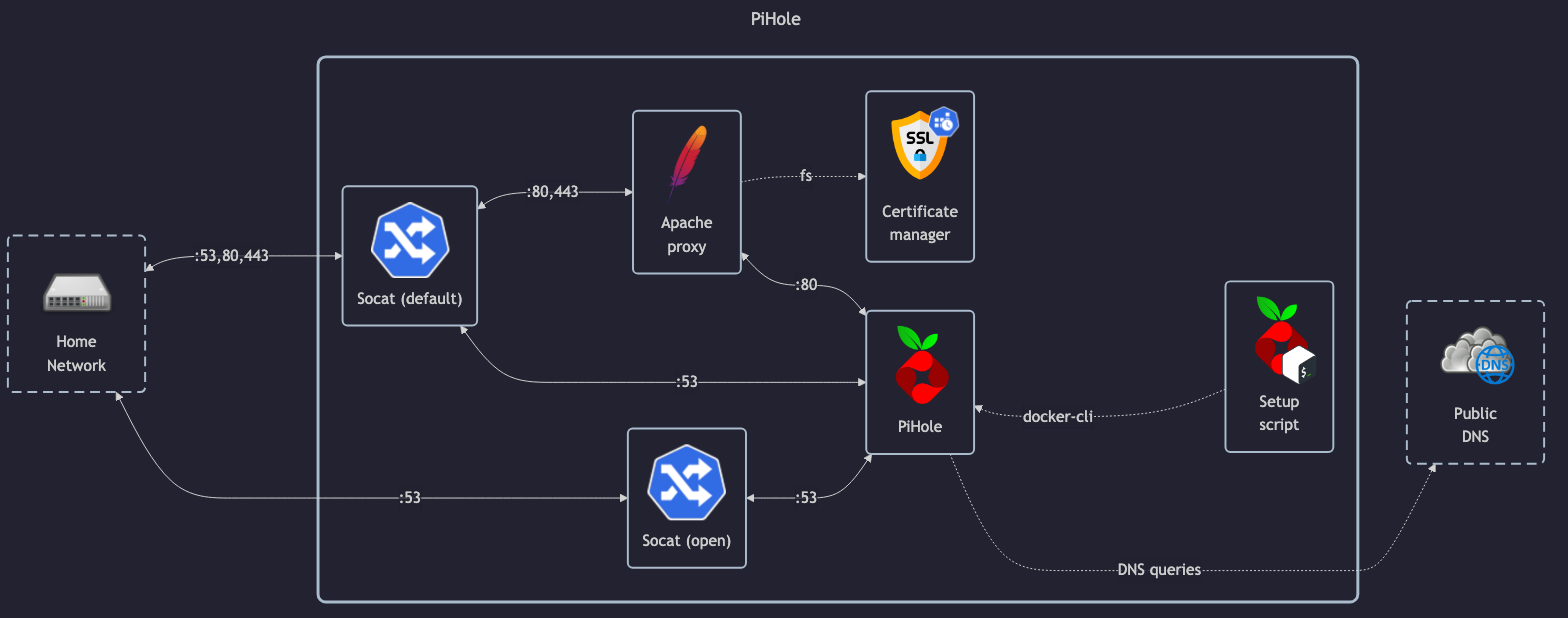 PiHole
SSL
:80,443
fs
Apache
proxy
Certificate
manager
:53,80,443
Socat (default)
:80
Home
Network
DNS
$_
:53
Setup
script
Public
DNS
PiHole
docker-cli
:53
:53
Socat (open)
DNS queries